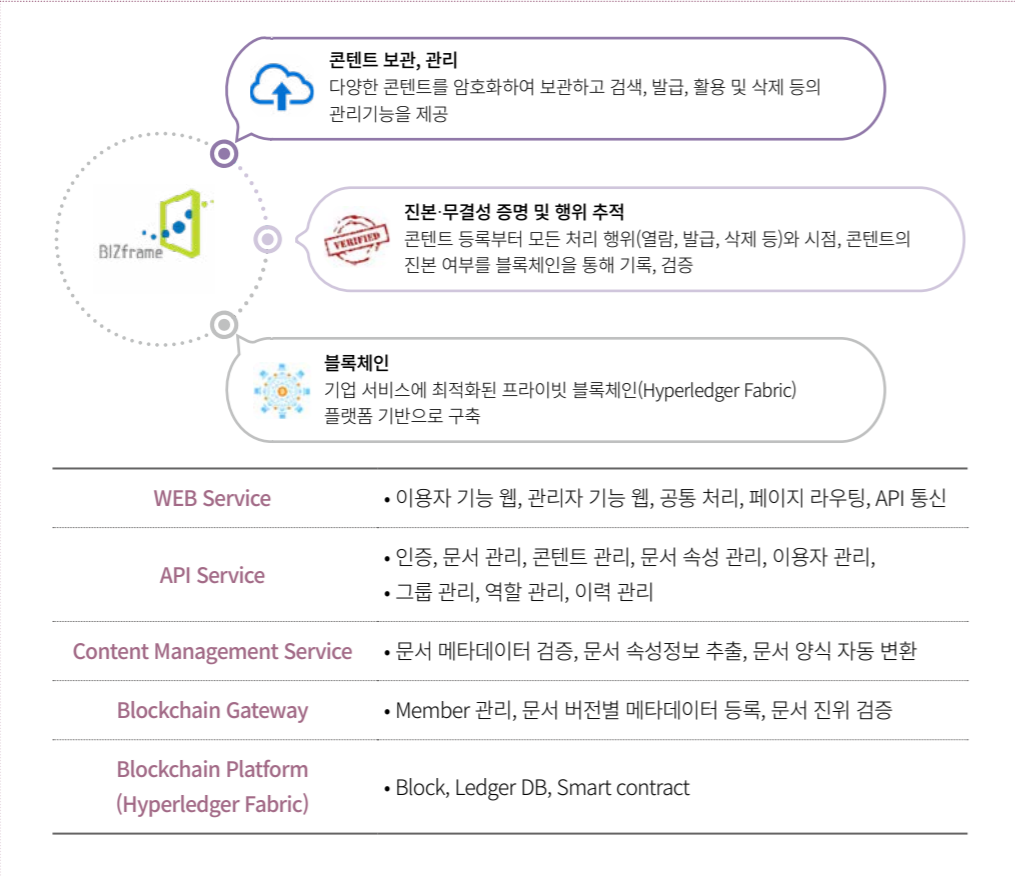 콘텐트 보관, 관리
다양한 콘텐트를 암호화하여 보관하고 검색, 발급, 활용 및 삭제 등의
관리기능을 제공
BIZframe
VERIFIED
진본·무결성 증명 및 행위 추적
콘텐트 등록부터 모든 처리 행위(열람, 발급, 삭제 등)와 시점, 콘텐트의
진본 여부를 블록체인을 통해 기록, 검증
블록체인
기업 서비스에 최적화된 프라이빗 블록체인(Hyperledger Fabric)
플랫폼 기반으로 구축
WEB Service
• 이용자 기능 웹, 관리자 기능 웹, 공통 처리, 페이지 라우팅, API 통신
API Service
• 인증, 문서 관리, 콘텐트 관리, 문서 속성 관리, 이용자 관리,
• 그룹 관리, 역할 관리, 이력 관리
Content Management Service
• 문서 메타데이터 검증, 문서 속성정보 추출, 문서 양식 자동 변환
Blockchain Gateway
• Member 관리, 문서 버전별 메타데이터 등록, 문서 진위 검증
Blockchain Platform
(Hyperledger Fabric)
• Block, Ledger DB, Smart contract